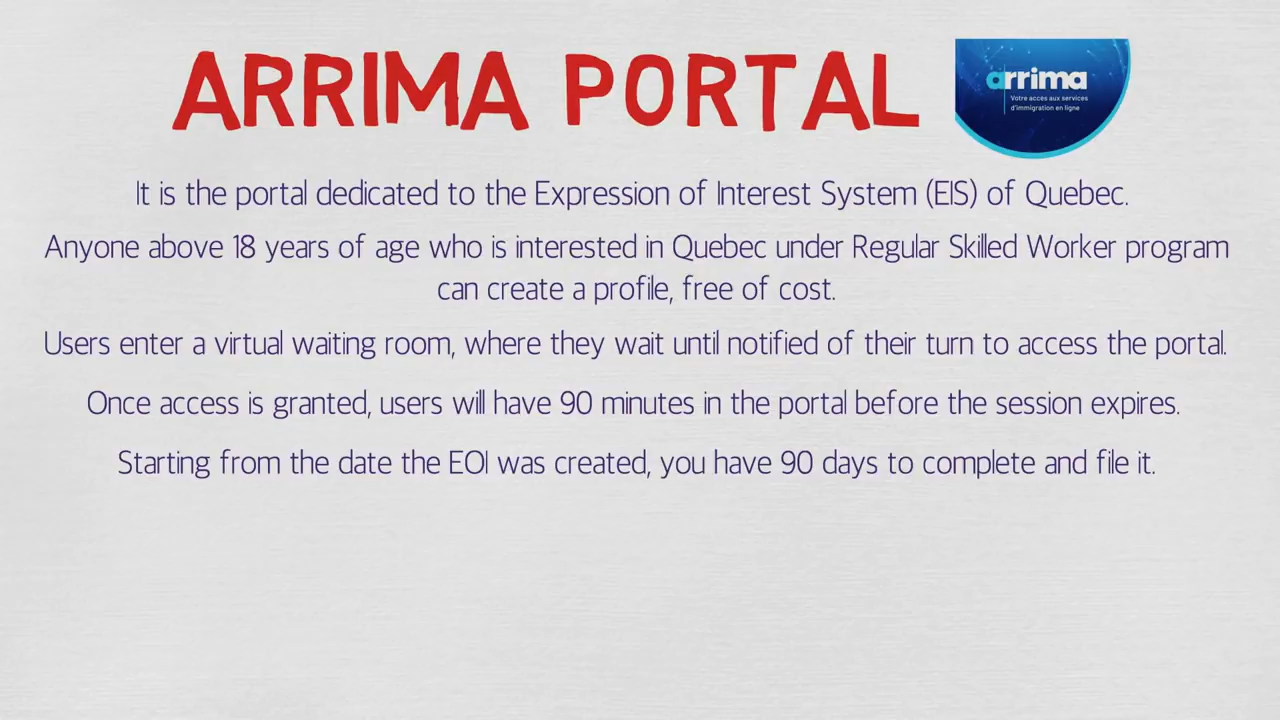 ARRIMA PORTAL
arrima
Votre accès aux services
d'immigration en ligne
It is the portal dedicated to the Expression of Interest System (EIS) of Quebec.
Anyone above 18 years of age who is interested in Quebec under Regular Skilled Worker program
can create a profile, free of cost.
Users enter a virtual waiting room, where they wait until notified of their turn to access the portal.
Once access is granted, users will have 90 minutes in the portal before the session expires.
Starting from the date the EOI was created, you have 90 days to complete and file it.